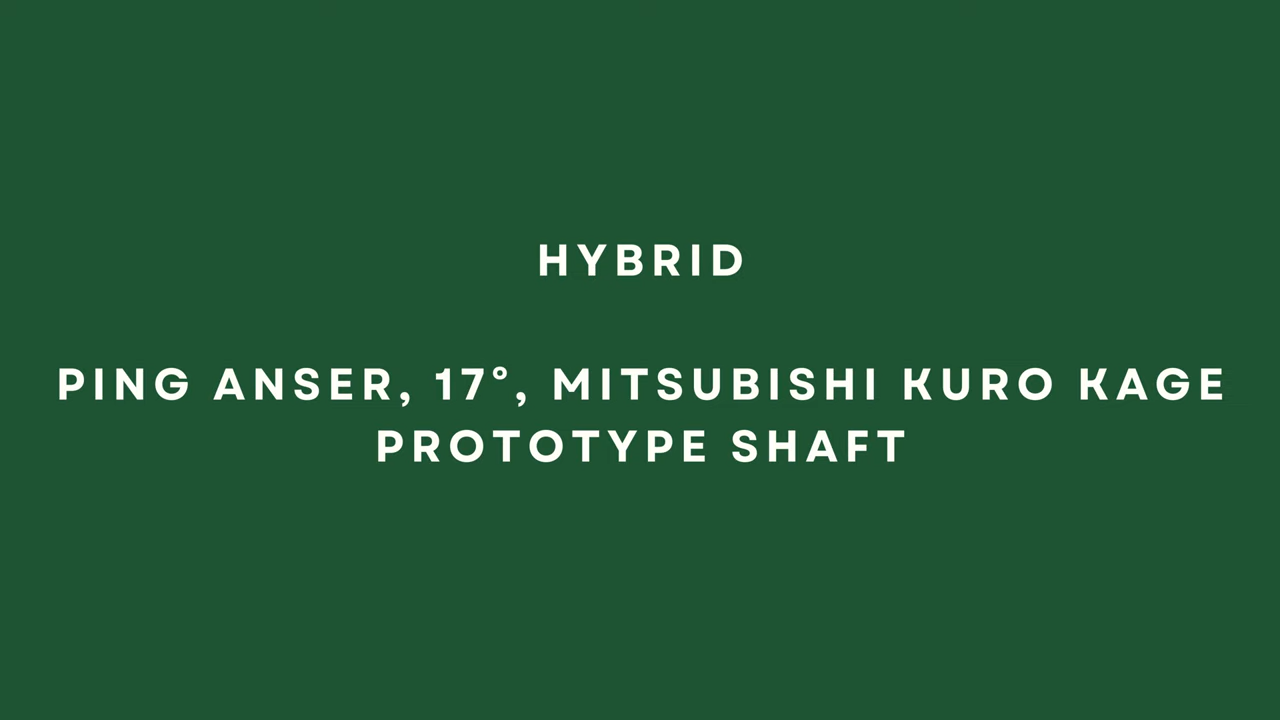 HYBRID
PING ANSER, 17°, MITSUBISHI KURO KAGE
PROTOTYPE SHAFT